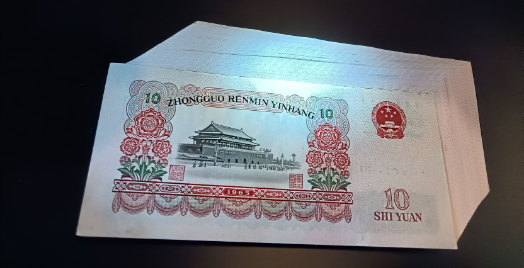 10 ZHONGGUO RENMIN YINHANG 10
1965
10
SHI YUAN